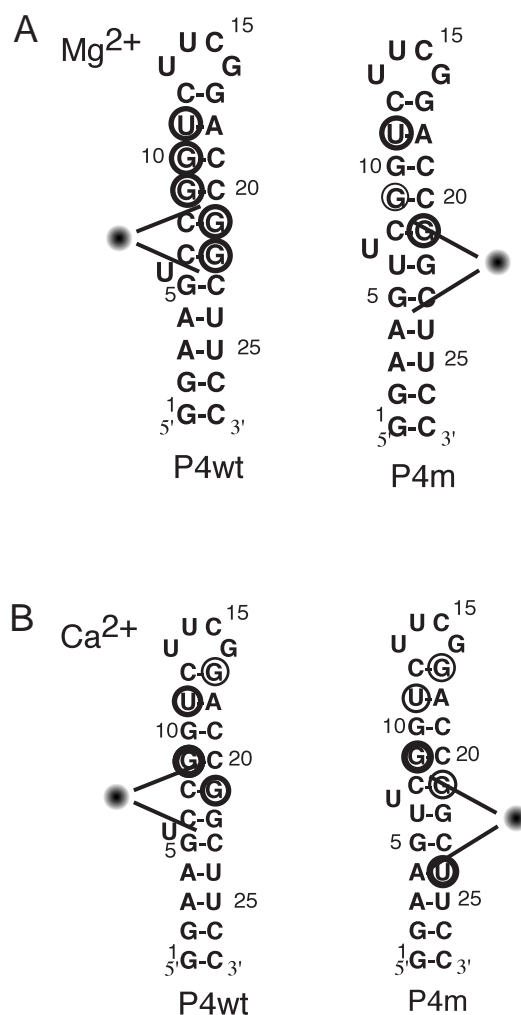 A
Mg2+
15
U C
U G
C-G
U-A
10 G-C
G-C 20
C-G
C-G
U
5 G-C
A-U
A-U 25
G-C
1
5' G-C 3'
P4wt
15
U C
U G
C-G
U-A
10
G-C
G-C 20
C-G
U
U G
5 G-C
A-U
A-U 25
G-C
1
5' G-C 3'
P4m
B
Ca2+
15
U C
U G
C-G
U-A
10 G-C
G-C 20
C-G
C-G
U
5 G-C
A-U
A-U 25
G-C
1
5' G-C 3'
P4wt
15
U C
U G
C-G
U-A
10
G-C
G-C 20
C-G
U
U G
5 G-C
A-U
A-U 25
G-C
1
5' G-C 3'
P4m